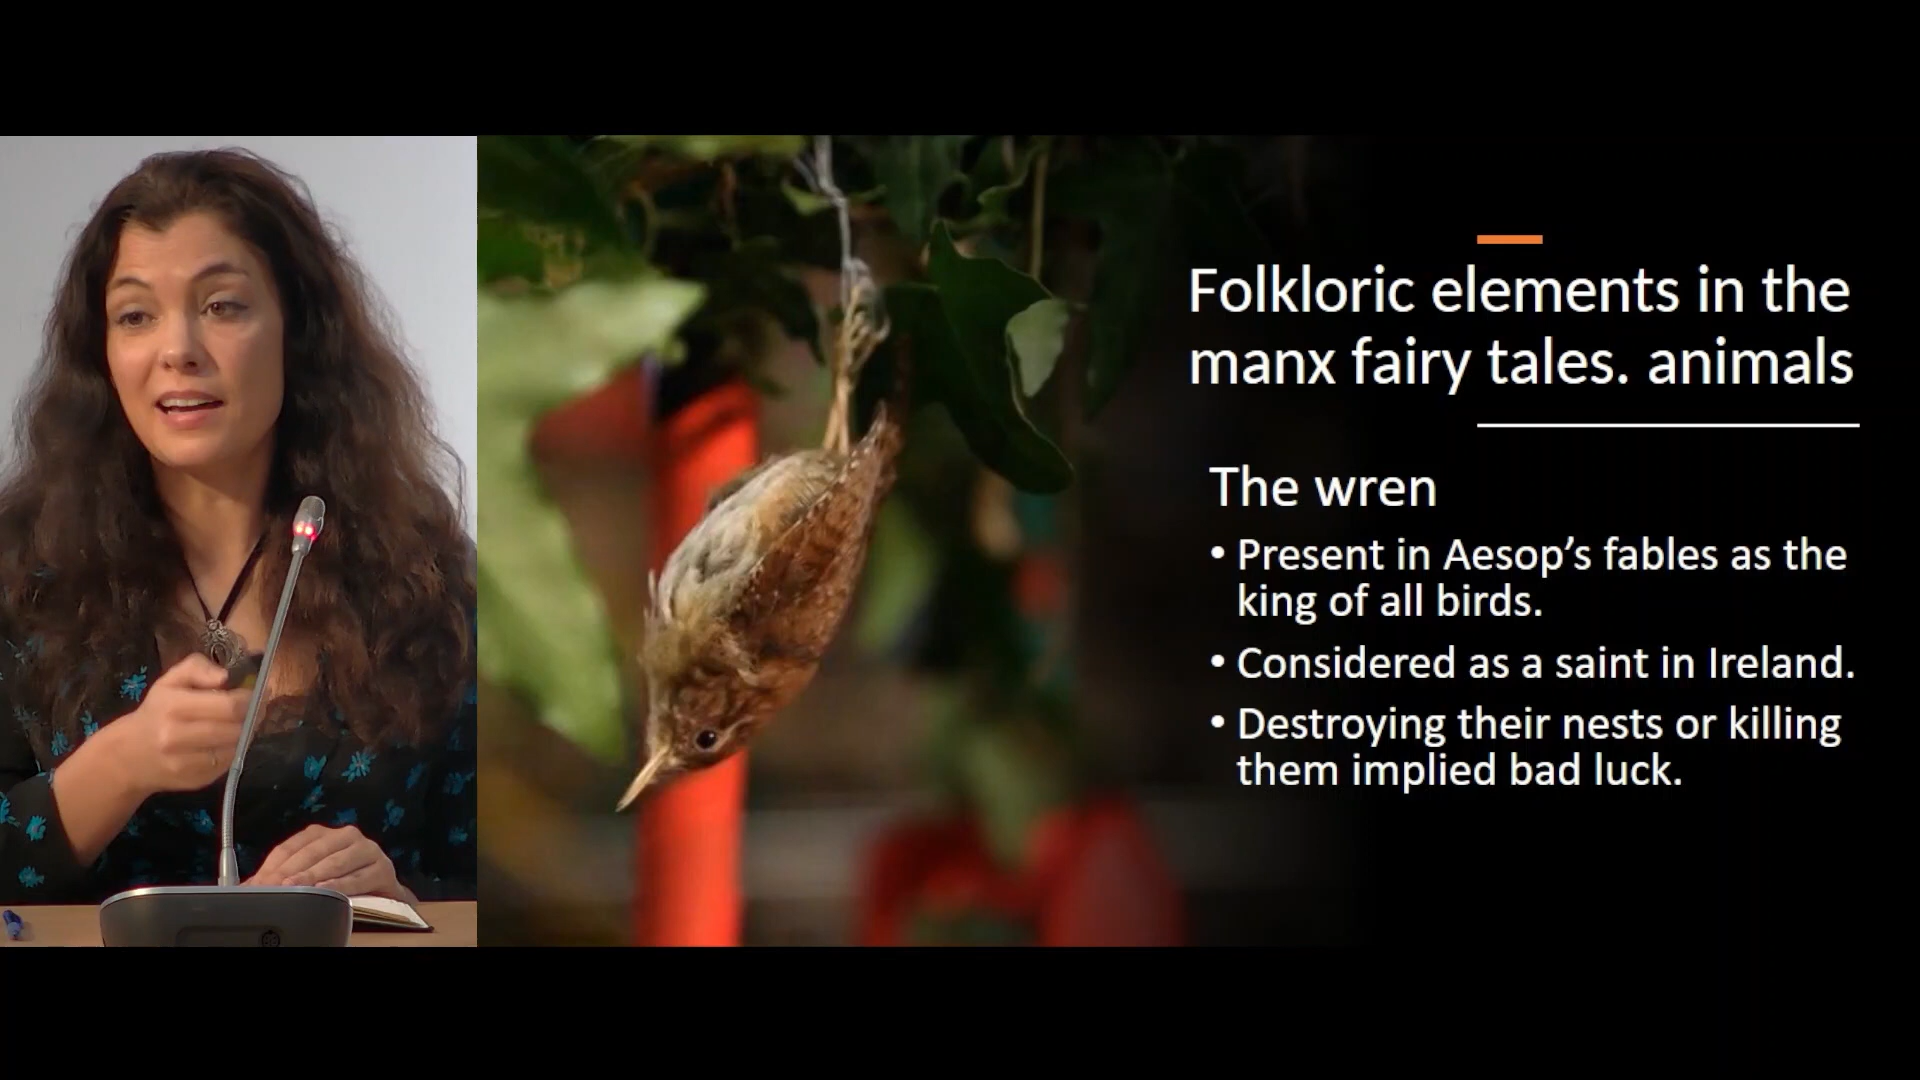 Folkloric elements in the
manx fairy tales. animals
The wren
• Present in Aesop’s fables as the
king of all birds.
• Considered as a saint in Ireland.
• Destroying their nests or killing
them implied bad luck.